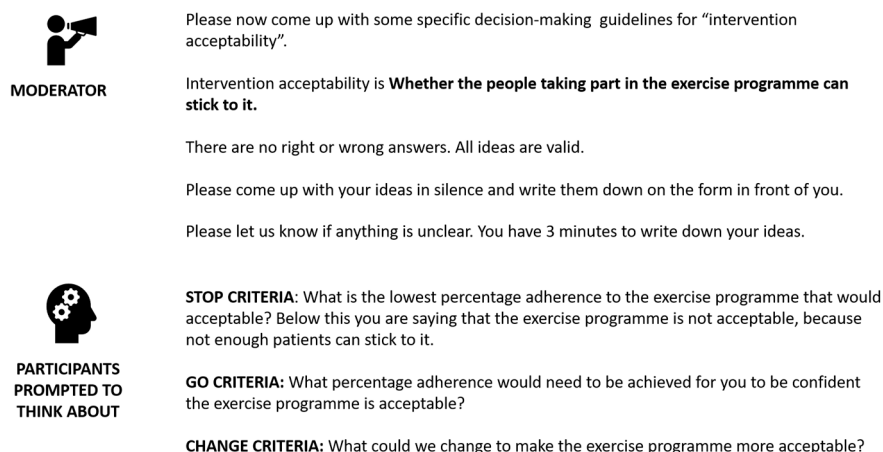 Please now come up with some specific decision-making guidelines for “intervention
acceptability”.
MODERATOR
Intervention acceptability is Whether the people taking part in the exercise programme can
stick to it.
There are no right or wrong answers. All ideas are valid.
Please come up with your ideas in silence and write them down on the form in front of you.
Please let us know if anything is unclear. You have 3 minutes to write down your ideas.
STOP CRITERIA: What is the lowest percentage adherence to the exercise programme that would
acceptable? Below this you are saying that the exercise programme is not acceptable, because
not enough patients can stick to it.
PARTICIPANTS
PROMPTED TO
THINK ABOUT
GO CRITERIA: What percentage adherence would need to be achieved for you to be confident
the exercise programme is acceptable?
CHANGE CRITERIA: What could we change to make the exercise programme more acceptable?